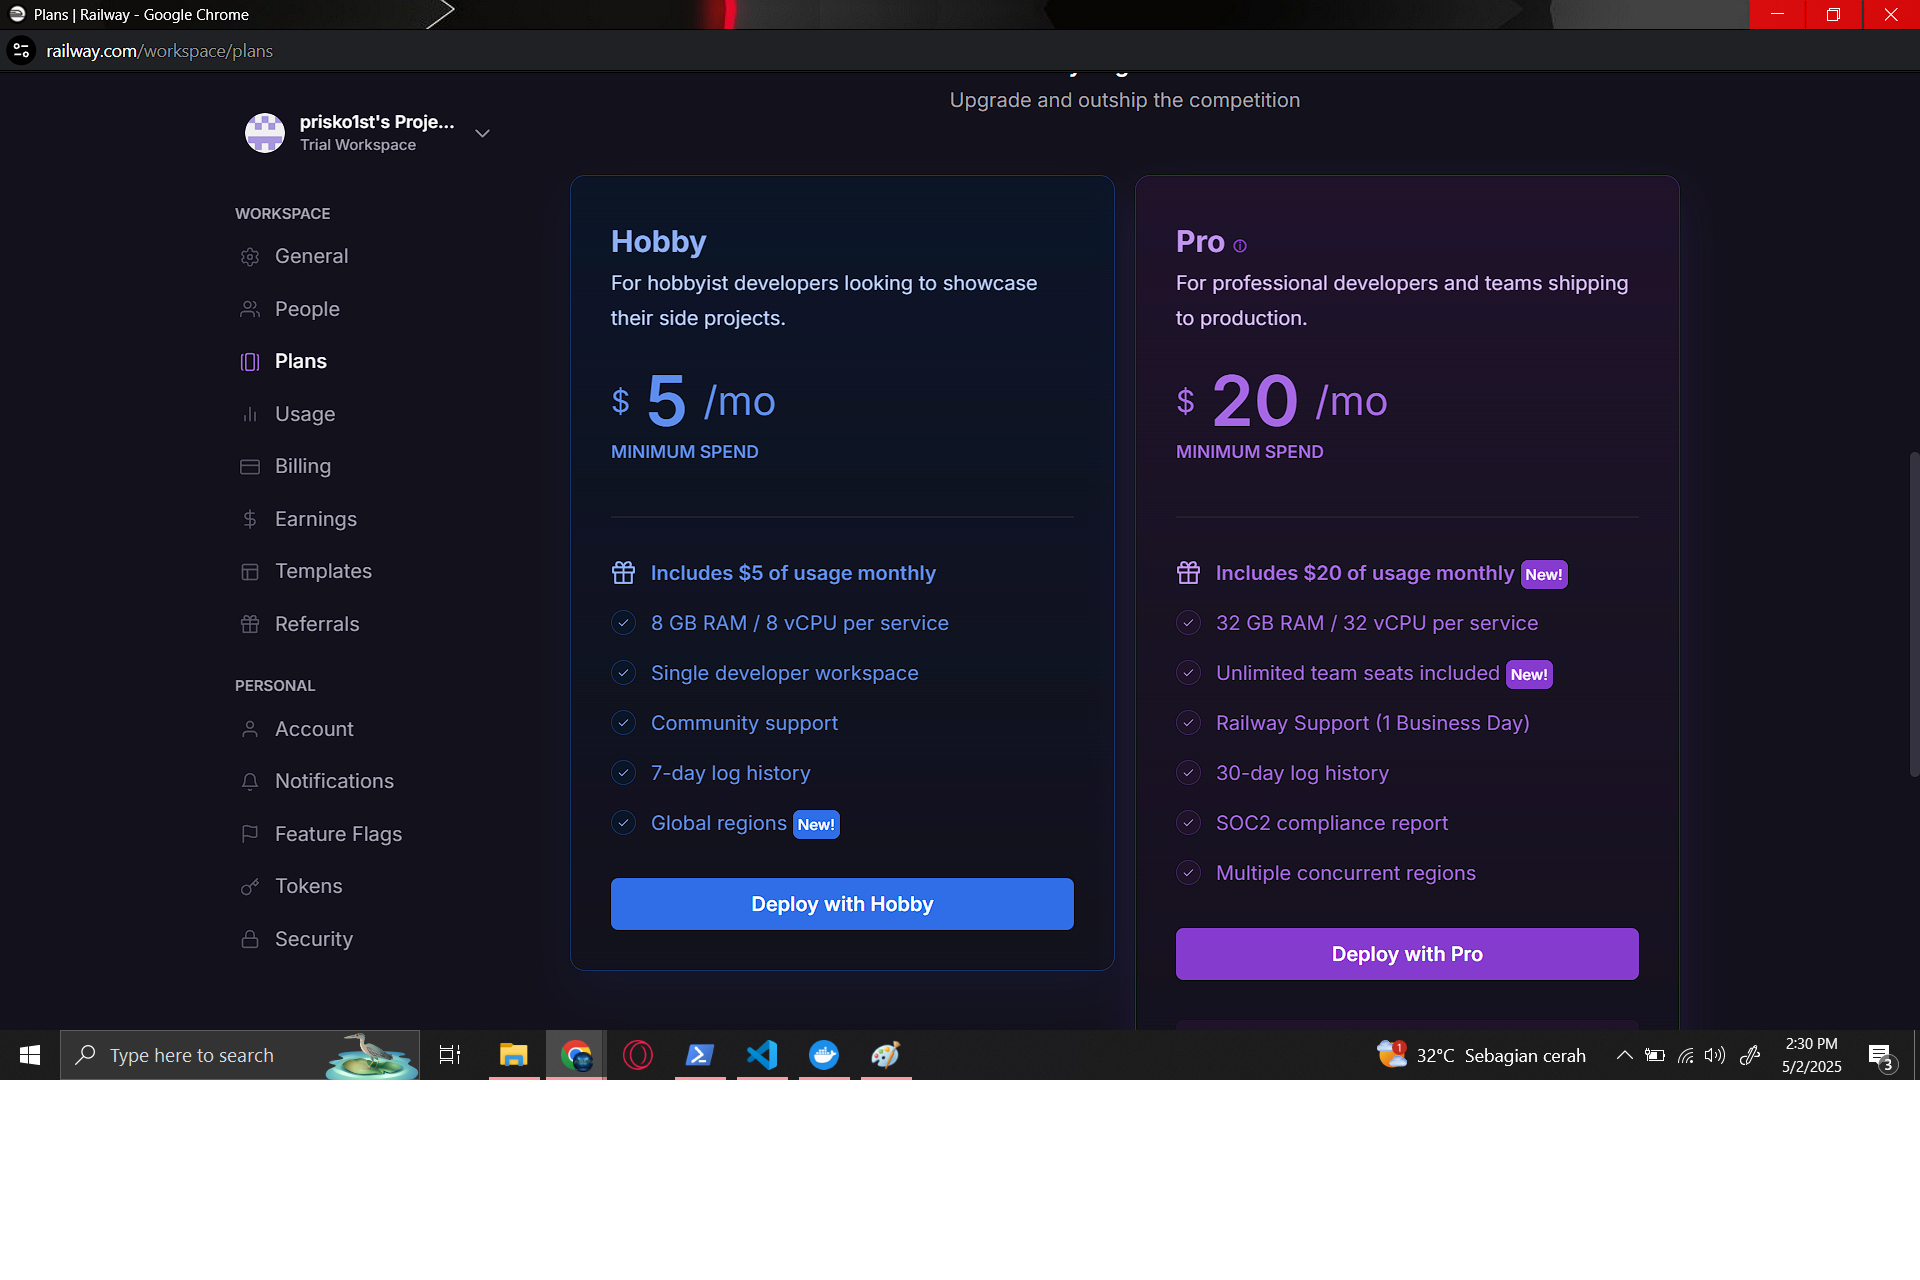 Plans | Railway - Google Chrome
railway.com/workspace/plans
Upgrade and outship the competition
prisko1st's Proje...
Trial Workspace
WORKSPACE
General
People
Plans
Usage
Billing
Earnings
Templates
Referrals
PERSONAL
Account
Notifications
Feature Flags
Tokens
Security
Hobby
For hobbyist developers looking to showcase
their side projects.
$ 5 /mo
MINIMUM SPEND
Includes $5 of usage monthly
8 GB RAM / 8 vCPU per service
Single developer workspace
Community support
7-day log history
Global regions New!
Deploy with Hobby
Pro
For professional developers and teams shipping
to production.
$ 20 /mo
MINIMUM SPEND
Includes $20 of usage monthly New!
32 GB RAM / 32 vCPU per service
Unlimited team seats included New!
Railway Support (1 Business Day)
30-day log history
SOC2 compliance report
Multiple concurrent regions
Deploy with Pro
Type here to search
1
32°C Sebagian cerah
2:30 PM
5/2/2025
3